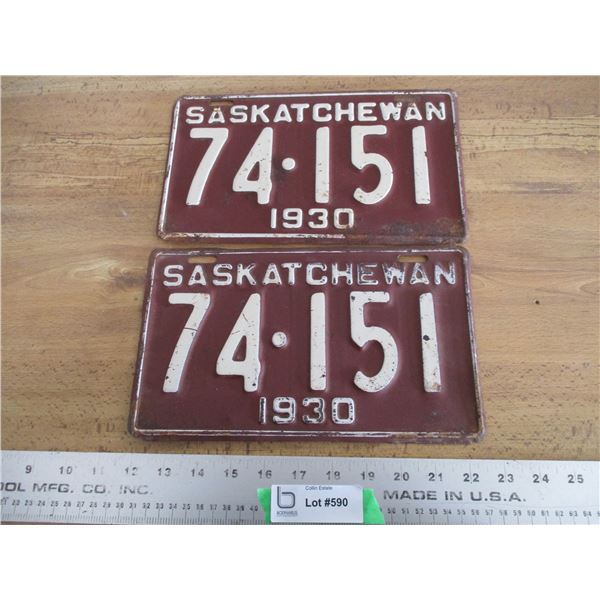 SASKATCHEWAN
74·151
1930
SASKATCHEWAN
74·151
1930
9 10 11 12 13 14 15 16 17 18 19 20 21 22 23 24 25
OOL MFG. CO. INC. MADE IN U.S.A.
Collin Estate
b
Lot #590